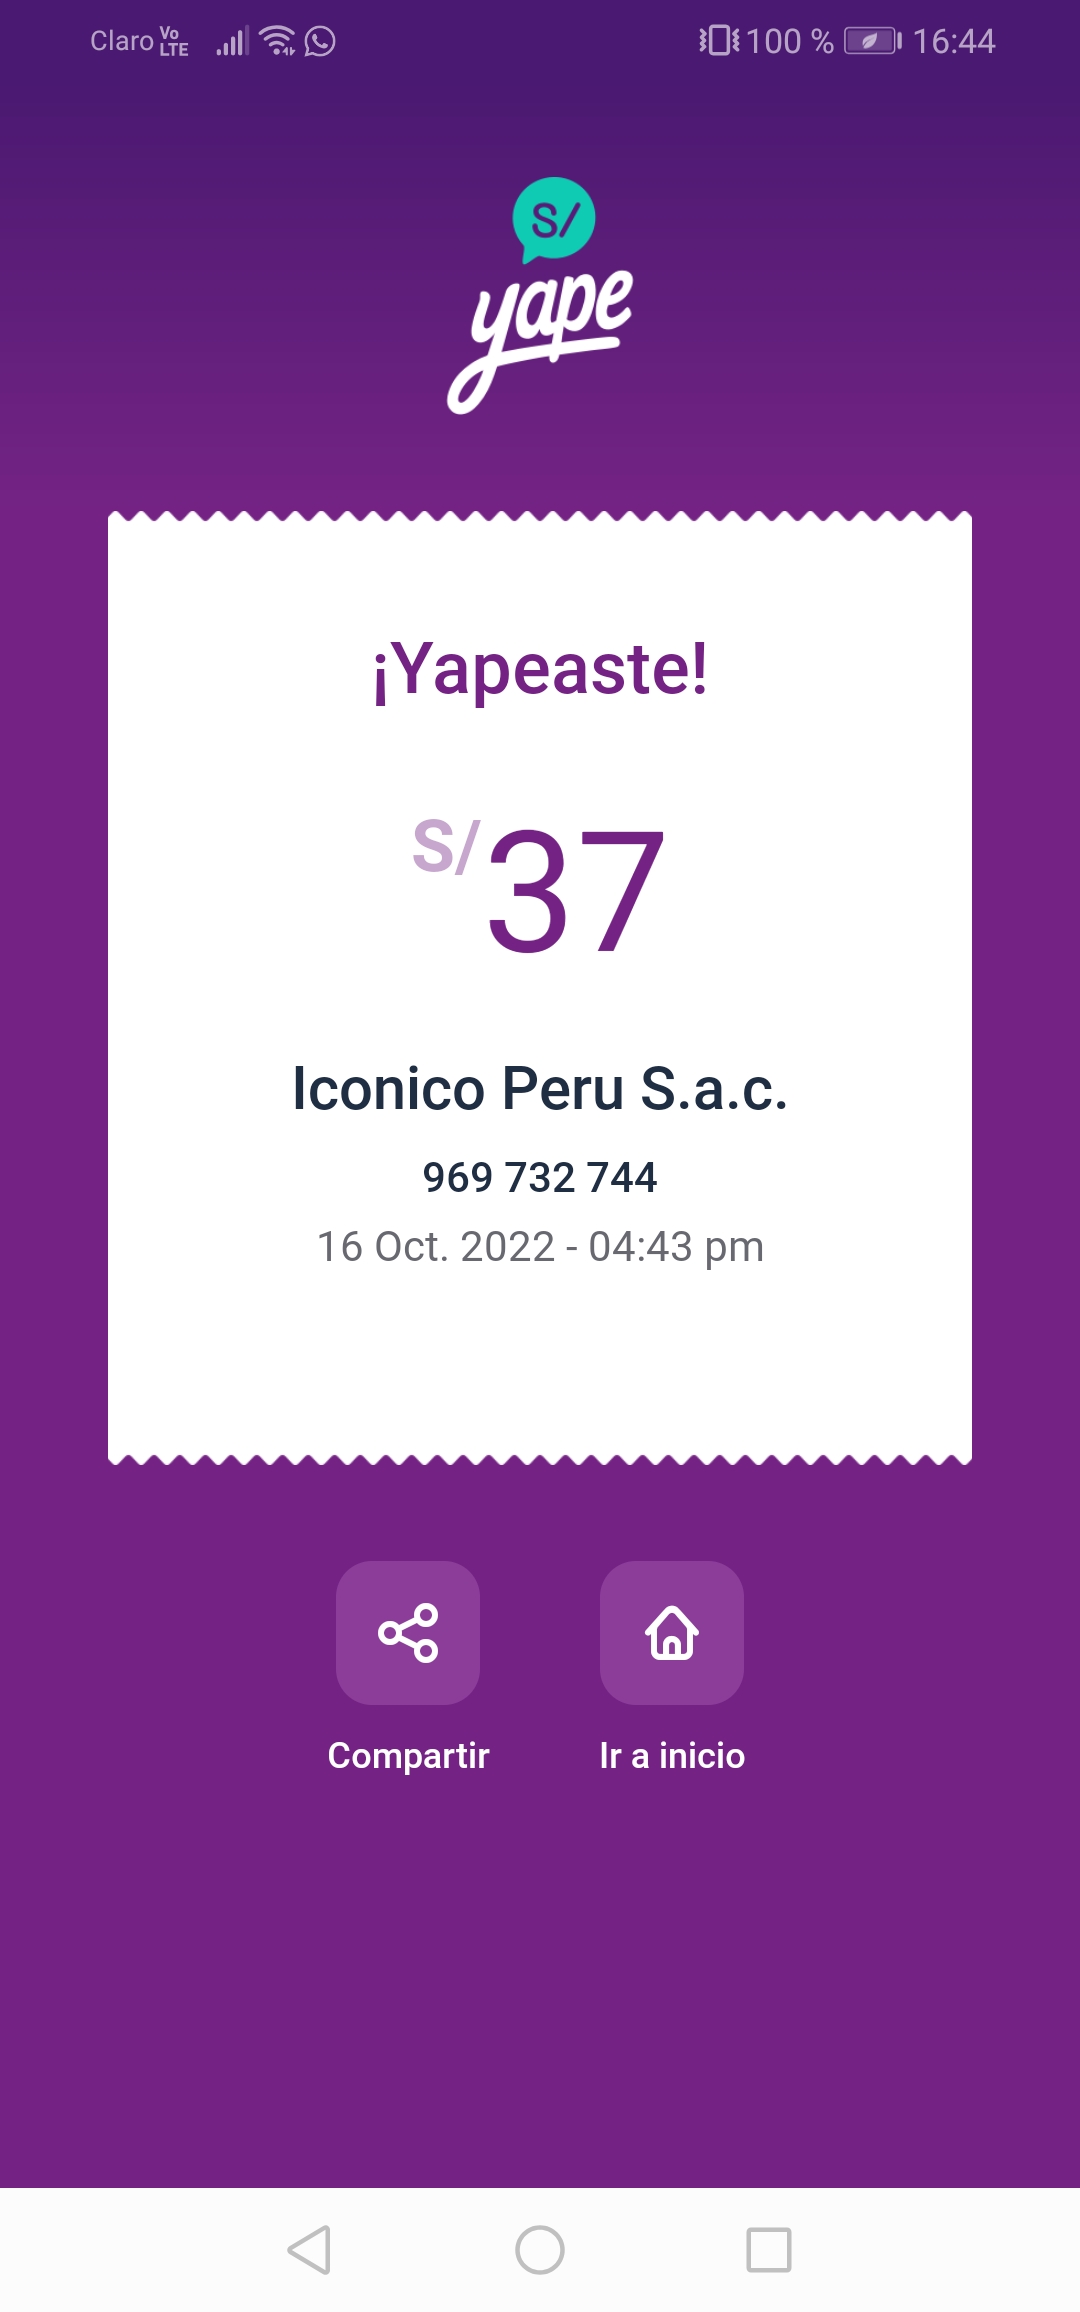 Claro Vo LTE 100 % 16:44
S/
yape
¡Yapeaste!
S/37
Iconico Peru S.a.c.
969 732 744
16 Oct. 2022 - 04:43 pm
Compartir Ir a inicio